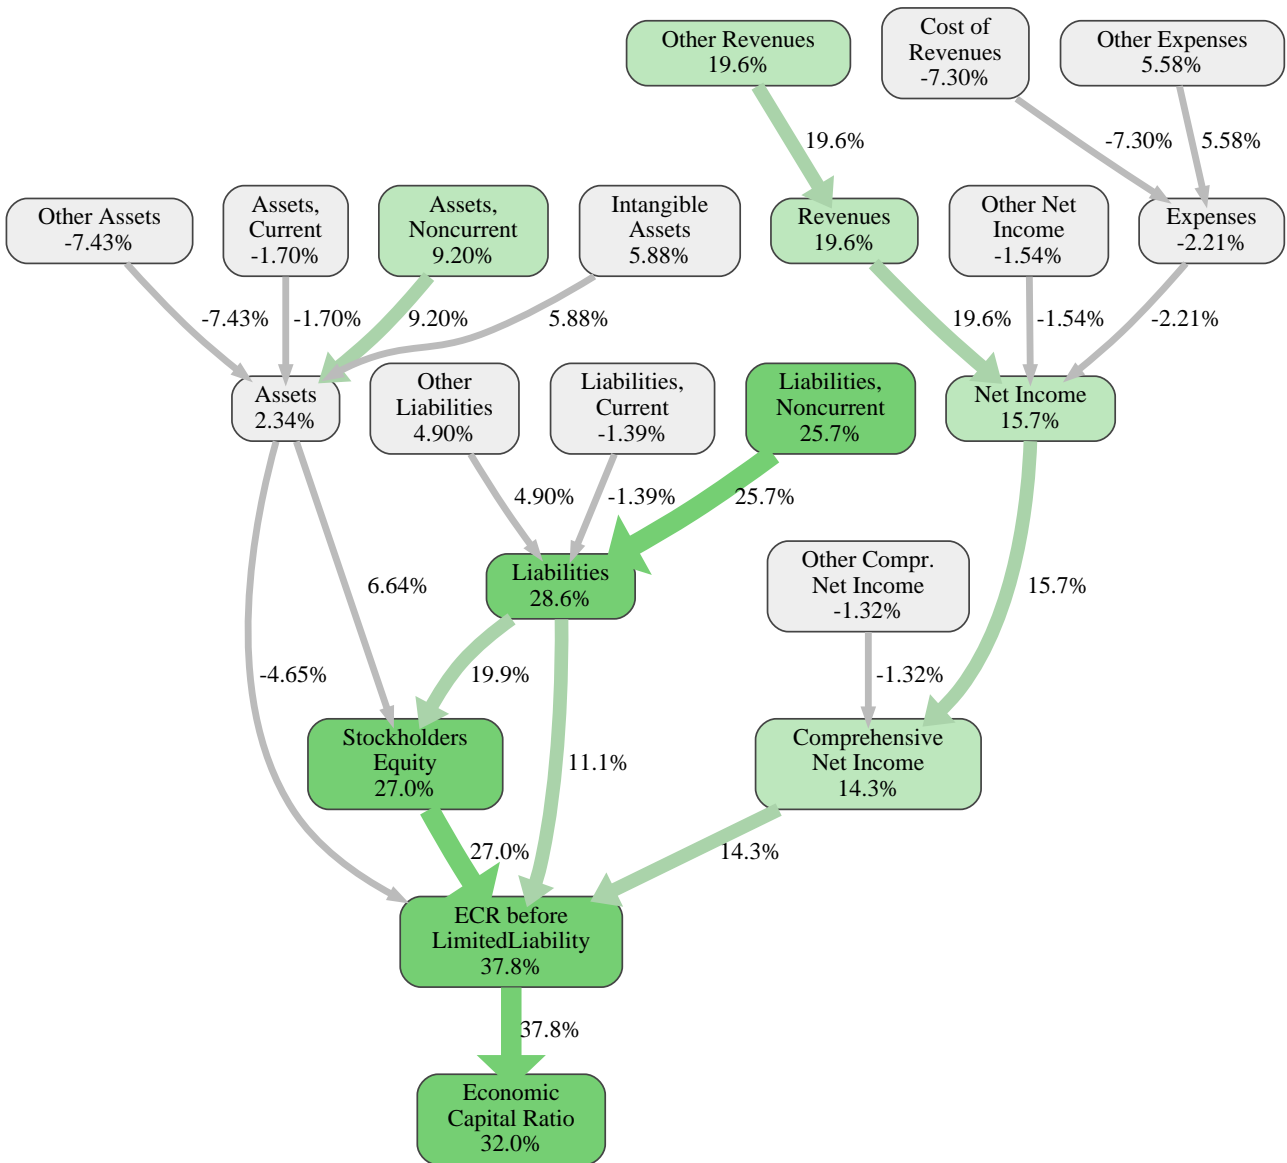 Other Revenues
19.6%
Cost of
Revenues
-7.30%
Other Expenses
5.58%
19.6%
-7.30%
5.58%
Other Assets
-7.43%
Assets,
Current
-1.70%
Assets,
Noncurrent
9.20%
Intangible
Assets
5.88%
Revenues
19.6%
Other Net
Income
-1.54%
Expenses
-2.21%
-7.43%
-1.70%
9.20%
5.88%
19.6%
-1.54%
-2.21%
Assets
2.34%
Other
Liabilities
4.90%
Liabilities,
Current
-1.39%
Liabilities,
Noncurrent
25.7%
Net Income
15.7%
4.90%
-1.39%
25.7%
Liabilities
28.6%
Other Compr.
Net Income
-1.32%
6.64%
15.7%
-4.65%
19.9%
-1.32%
Stockholders
Equity
27.0%
11.1%
Comprehensive
Net Income
14.3%
27.0%
14.3%
ECR before
LimitedLiability
37.8%
37.8%
Economic
Capital Ratio
32.0%